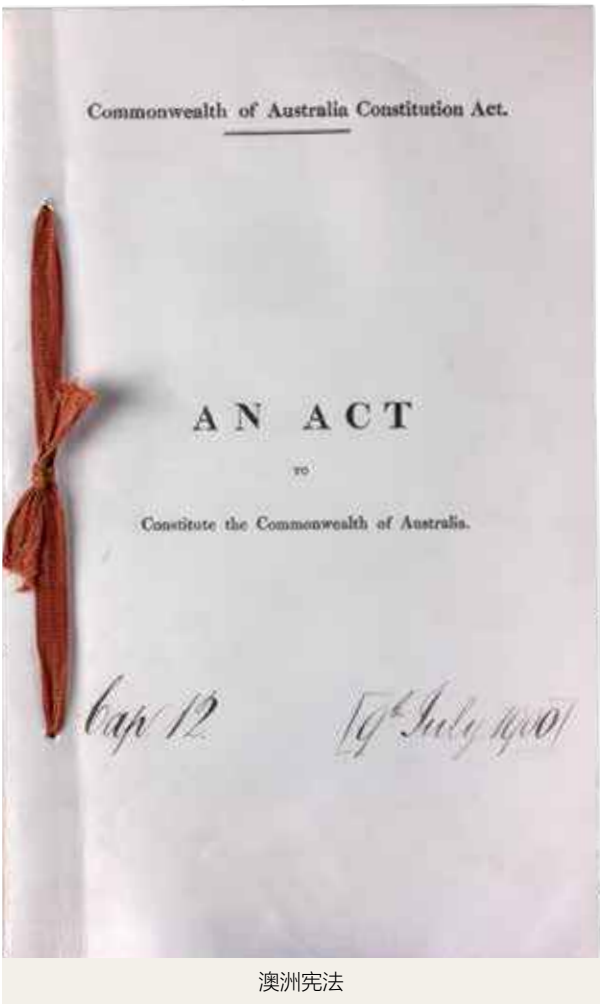 Commonwealth of Australia Constitution Act.
AN ACT
TO
Constitute the Commonwealth of Australia.
Cap 12 [9th July 1900]
澳洲宪法